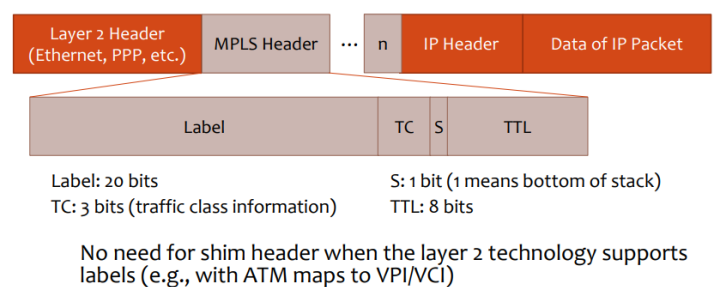 Layer 2 Header
(Ethernet, PPP, etc.)
MPLS Header
...
n
IP Header
Data of IP Packet
Label
TC
S
TTL
Label: 20 bits
S: 1 bit (1 means bottom of stack)
TC: 3 bits (traffic class information)
TTL: 8 bits
No need for shim header when the layer 2 technology supports
labels (e.g., with ATM maps to VPI/VCI)